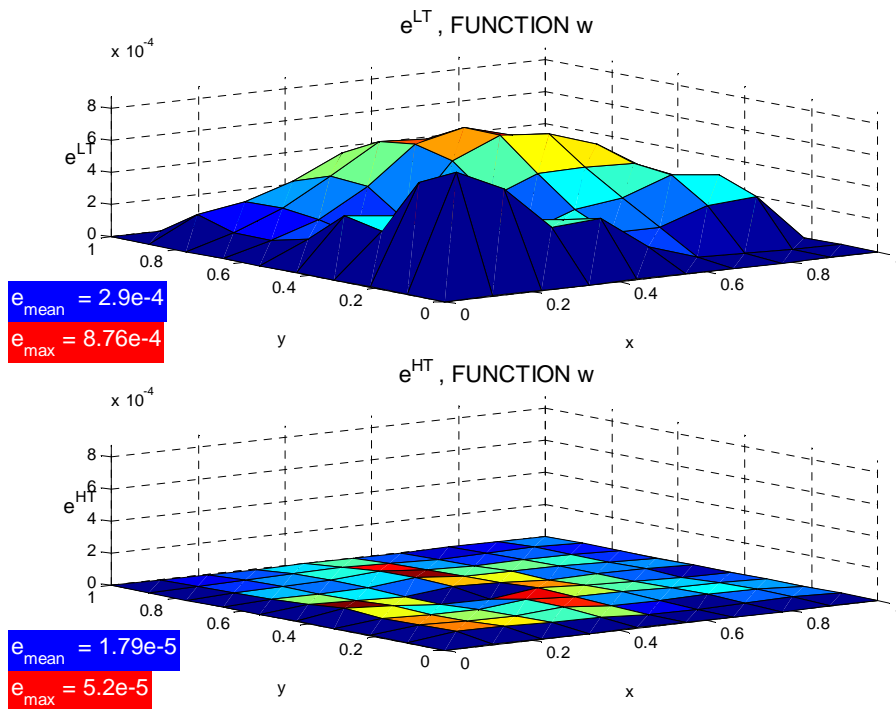 e^LT , FUNCTION w
x 10^-4
8
6
4
2
0
e^LT
1
0.8
0.6
0.4
0.2
0
0
0.2
0.4
0.6
0.8
y
x
e_mean = 2.9e-4
e_max = 8.76e-4
e^HT , FUNCTION w
x 10^-4
8
6
4
2
0
e^HT
1
0.8
0.6
0.4
0.2
0
0
0.2
0.4
0.6
0.8
y
x
e_mean = 1.79e-5
e_max = 5.2e-5